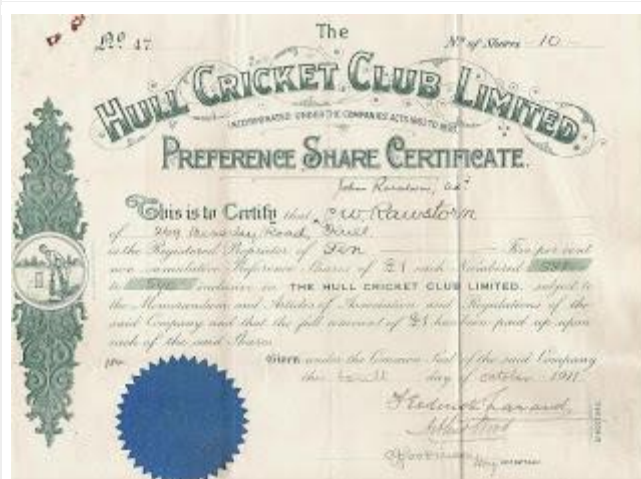 The
No 47
No of Shares 10
HULL CRICKET CLUB LIMITED
INCORPORATED UNDER THE COMPANIES ACTS 1862 TO
PREFERENCE SHARE CERTIFICATE.
John
This is to Certify that C W Rawstorn
of 269 Road Hull
is the Registered Proprietor of Ten Five per cent
non cumulative Preference Shares of £1 each Numbered
to inclusive in THE HULL CRICKET CLUB LIMITED, subject to
the Memorandum and Articles of Association and Regulations of the
said Company and that the full amount of £1 has been paid up upon
each of the said Shares
Given under the Common Seal of the said Company
this day of October 1911